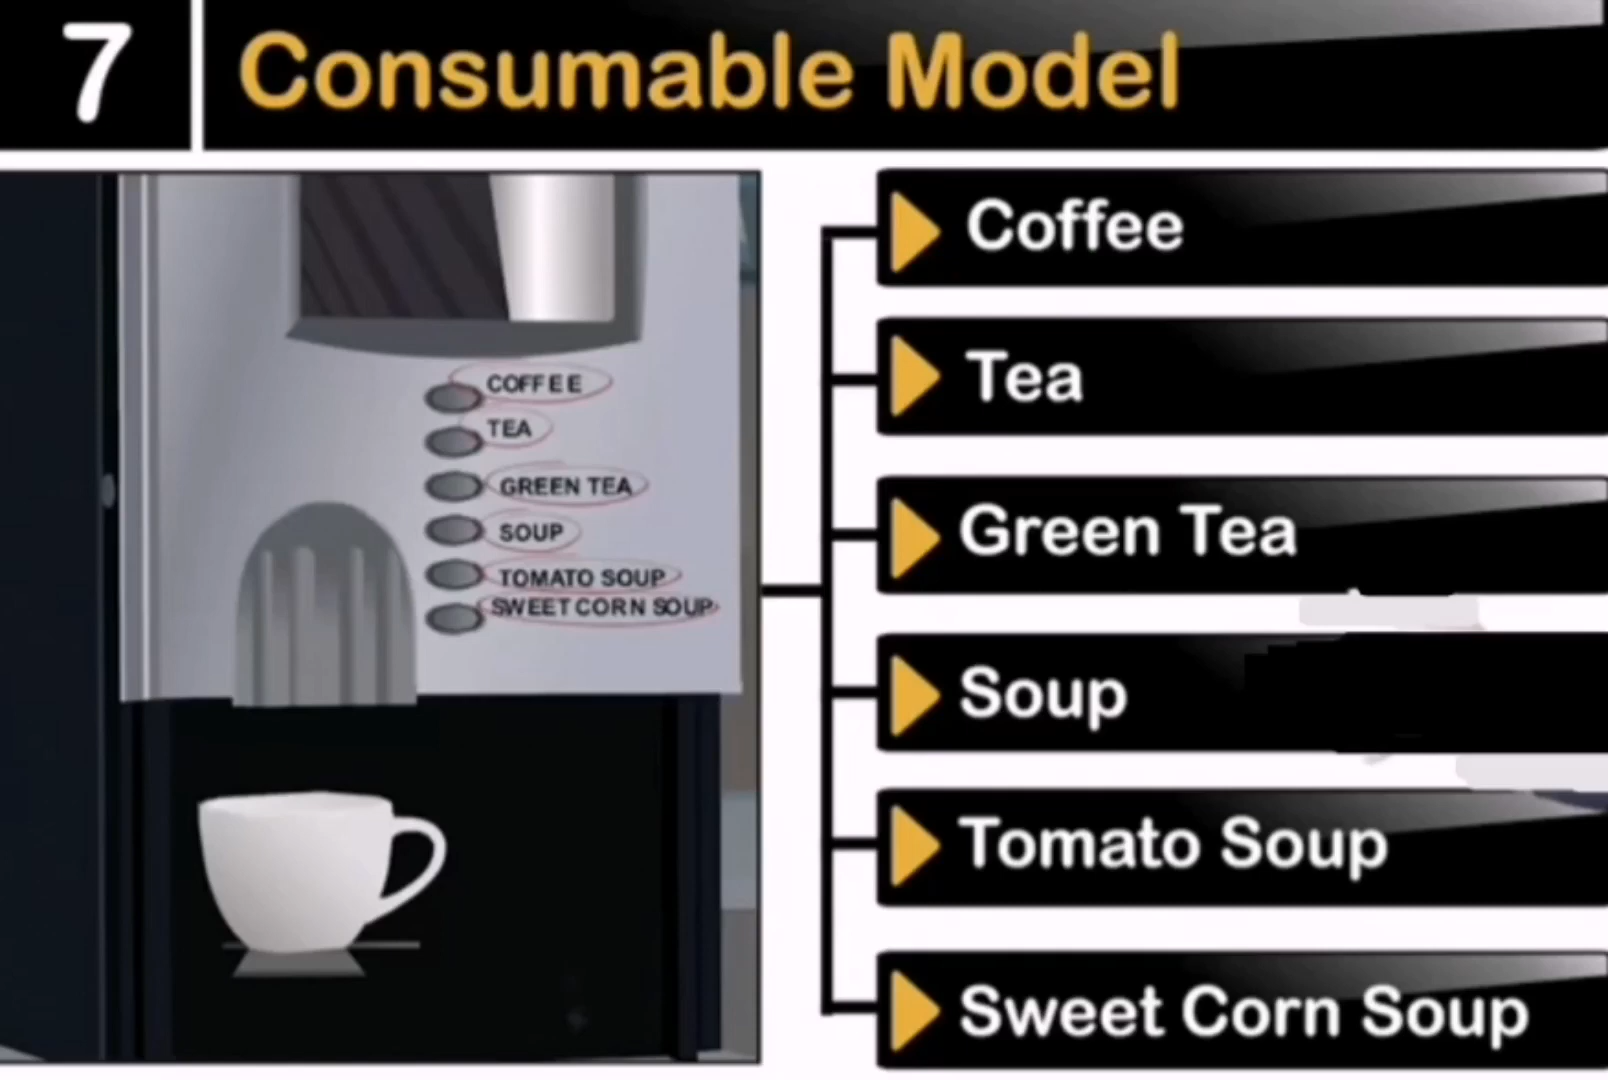 7
Consumable Model
COFFEE
TEA
GREEN TEA
SOUP
TOMATO SOUP
SWEET CORN SOUP
Coffee
Tea
Green Tea
Soup
Tomato Soup
Sweet Corn Soup